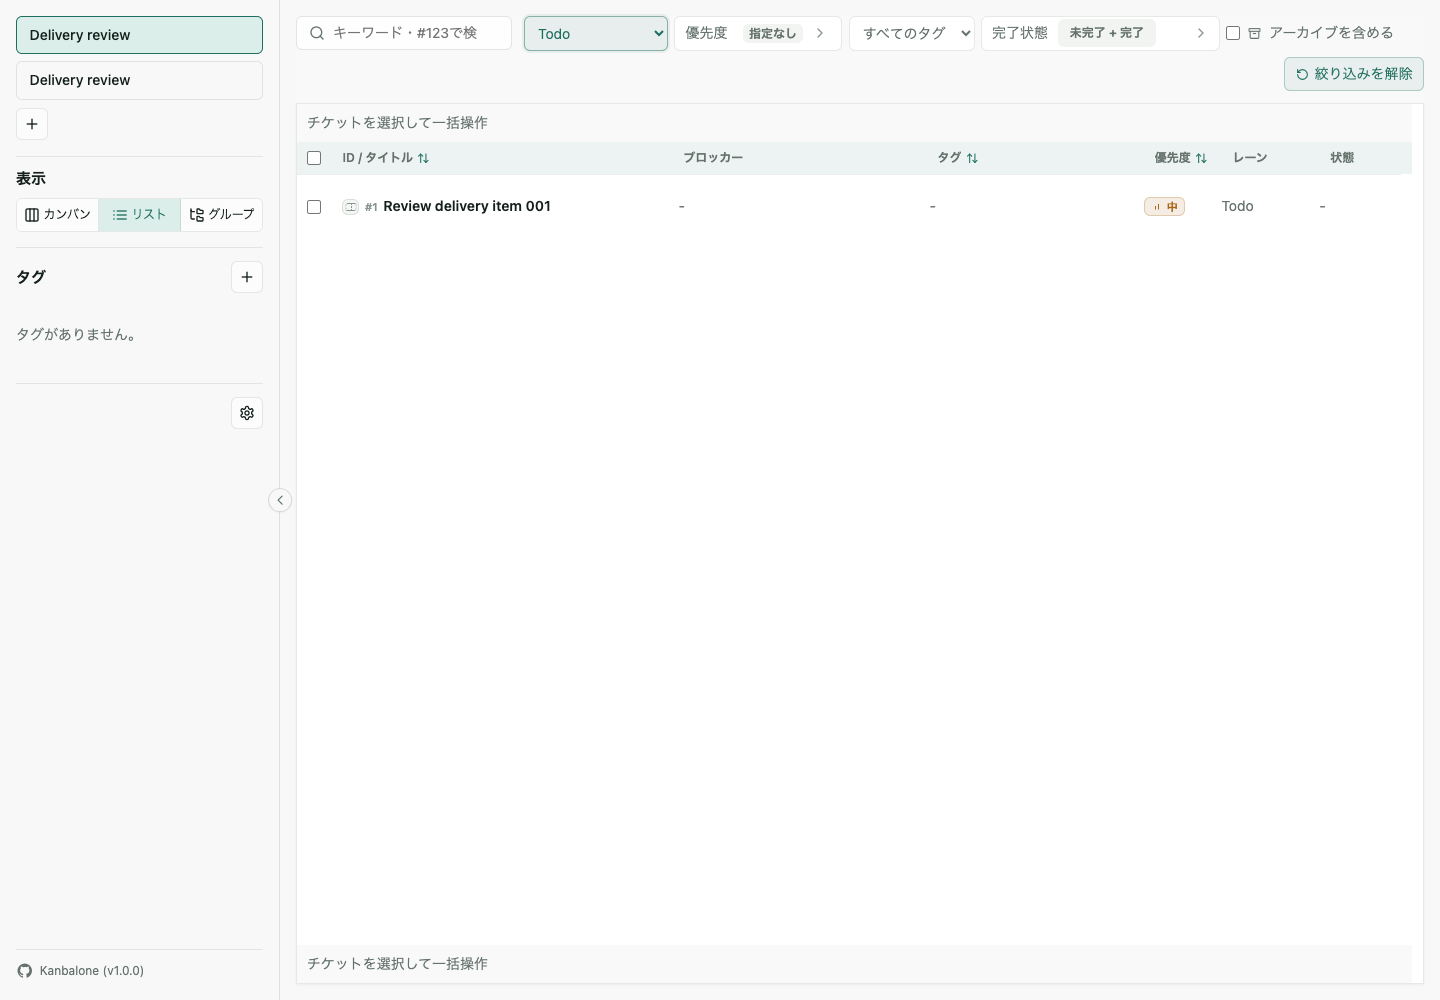 Delivery review
Delivery review
表示
カンバン リスト グループ
タグ
タグがありません。
Kanbalone (v1.0.0)
キーワード・#123で検 Todo 優先度 指定なし すべてのタグ 完了状態 未完了 + 完了 アーカイブを含める
絞り込みを解除
チケットを選択して一括操作
ID / タイトル ブロッカー タグ 優先度 レーン 状態
#1 Review delivery item 001 - - 中 Todo -
チケットを選択して一括操作